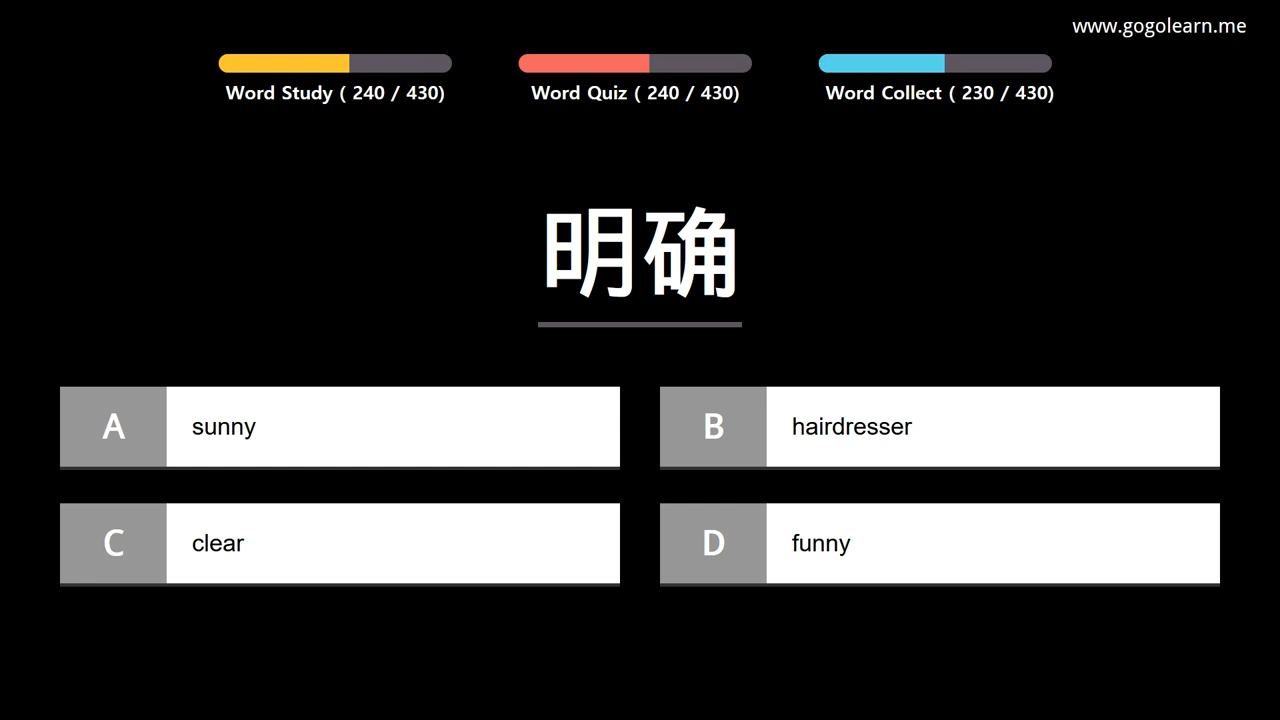 www.gogolearn.me
Word Study ( 240 / 430)
Word Quiz ( 240 / 430)
Word Collect ( 230 / 430)
明确
A sunny
B hairdresser
C clear
D funny